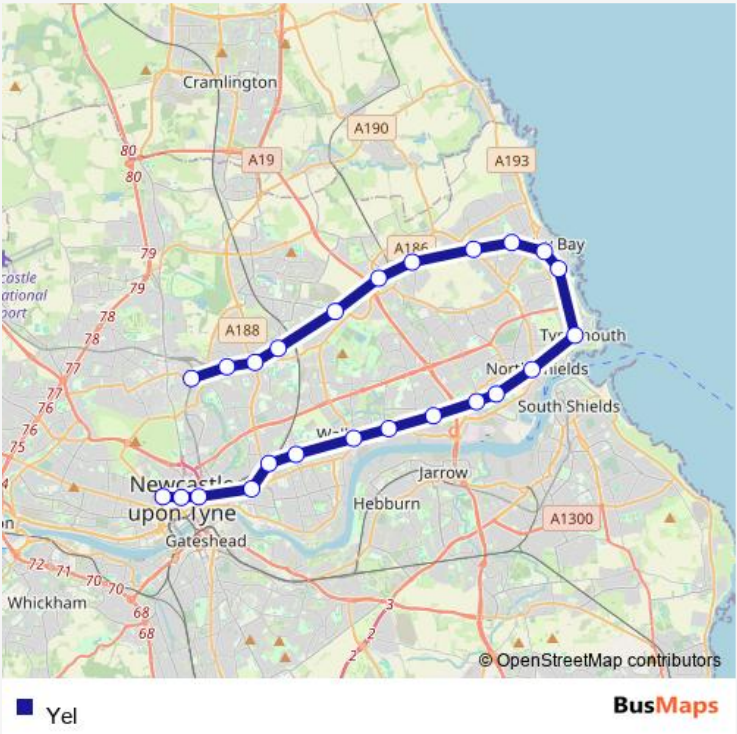 Cramlington
A190
80
A19
A193
80
79
A186
Bay
castle
ational
port
79
78
A188
Tynemouth
78
77
North Shields
77
76
South Shields
76
75
Newcastle
Jarrow
4
upon Tyne
Hebburn
A1300
on
Gateshead
72
71
70
70
Whickham
68
3
68
2
2
© OpenStreetMap contributors
Yel
BusMaps